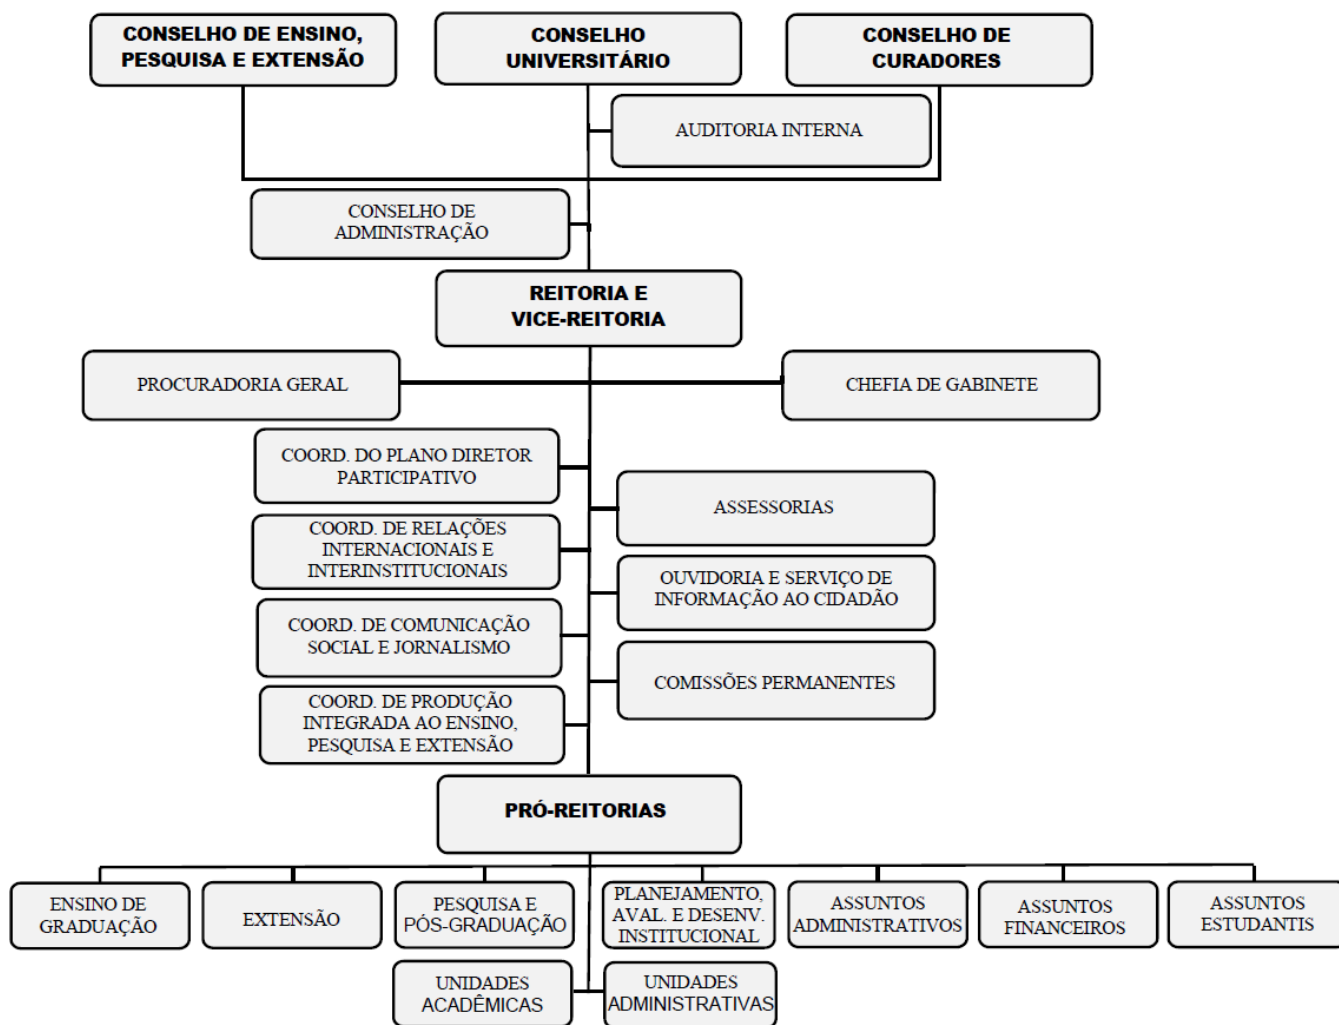 CONSELHO DE ENSINO,
PESQUISA E EXTENSÃO
CONSELHO
UNIVERSITÁRIO
CONSELHO DE
CURADORES
AUDITORIA INTERNA
CONSELHO DE
ADMINISTRAÇÃO
REITORIA E
VICE-REITORIA
PROCURADORIA GERAL
CHEFIA DE GABINETE
COORD. DO PLANO DIRETOR
PARTICIPATIVO
ASSESSORIAS
COORD. DE RELAÇÕES
INTERNACIONAIS E
INTERINSTITUCIONAIS
OUVIDORIA E SERVIÇO DE
INFORMAÇÃO AO CIDADÃO
COORD. DE COMUNICAÇÃO
SOCIAL E JORNALISMO
COMISSÕES PERMANENTES
COORD. DE PRODUÇÃO
INTEGRADA AO ENSINO,
PESQUISA E EXTENSÃO
PRÓ-REITORIAS
ENSINO DE
GRADUAÇÃO
EXTENSÃO
PESQUISA E
PÓS-GRADUAÇÃO
PLANEJAMENTO,
AVAL. E DESENV.
INSTITUCIONAL
ASSUNTOS
ADMINISTRATIVOS
ASSUNTOS
FINANCEIROS
ASSUNTOS
ESTUDANTIS
UNIDADES
ACADÊMICAS
UNIDADES
ADMINISTRATIVAS